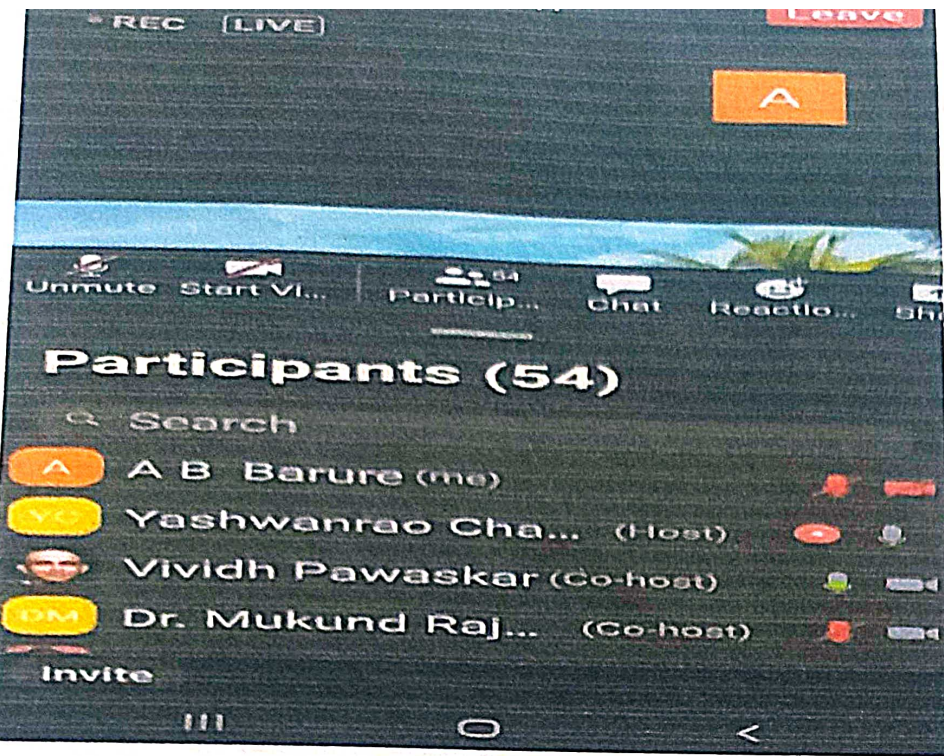 REC [LIVE] Leave
A
Unmute Start Vi... Particip... 54 Chat Reactio... Sh
Participants (54)
Search
A A B Barure (me)
YC Yashwanrao Cha... (Host)
Vividh Pawaskar (Co-host)
DM Dr. Mukund Raj... (Co-host)
Invite